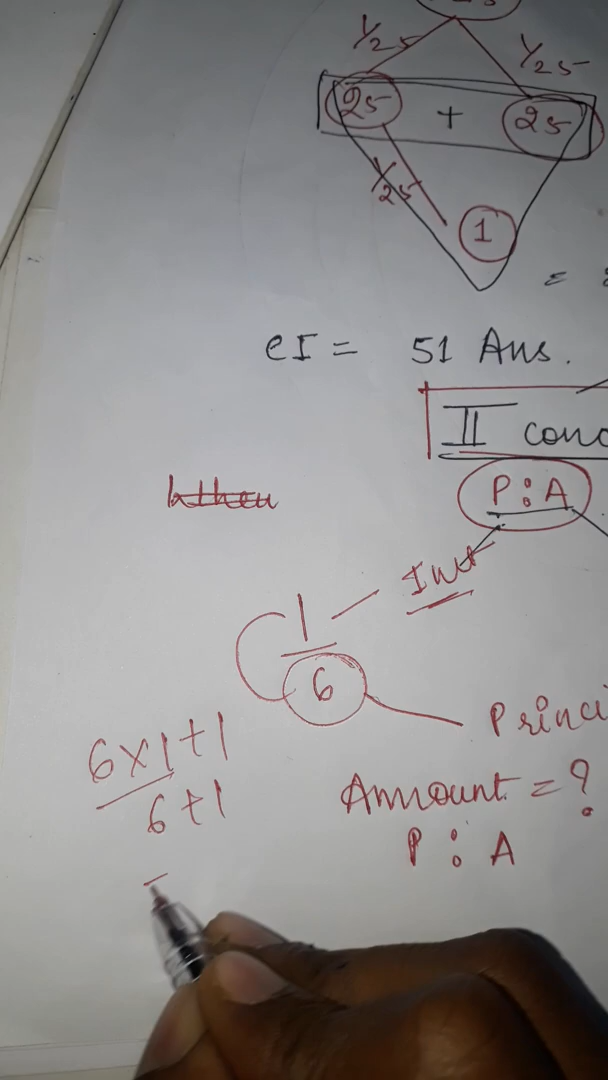 1/25 1/25
25 + 25
1/25
1
=
CI = 51 Ans.
II conc
P : A
1 — Int
6
Princi
6×1+1
6+1
Amount = ?
P : A